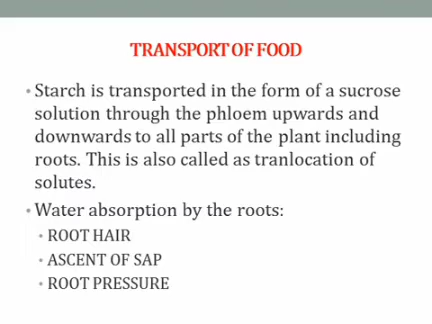 TRANSPORT OF FOOD
• Starch is transported in the form of a sucrose
solution through the phloem upwards and
downwards to all parts of the plant including
roots. This is also called as tranlocation of
solutes.
• Water absorption by the roots:
• ROOT HAIR
• ASCENT OF SAP
• ROOT PRESSURE